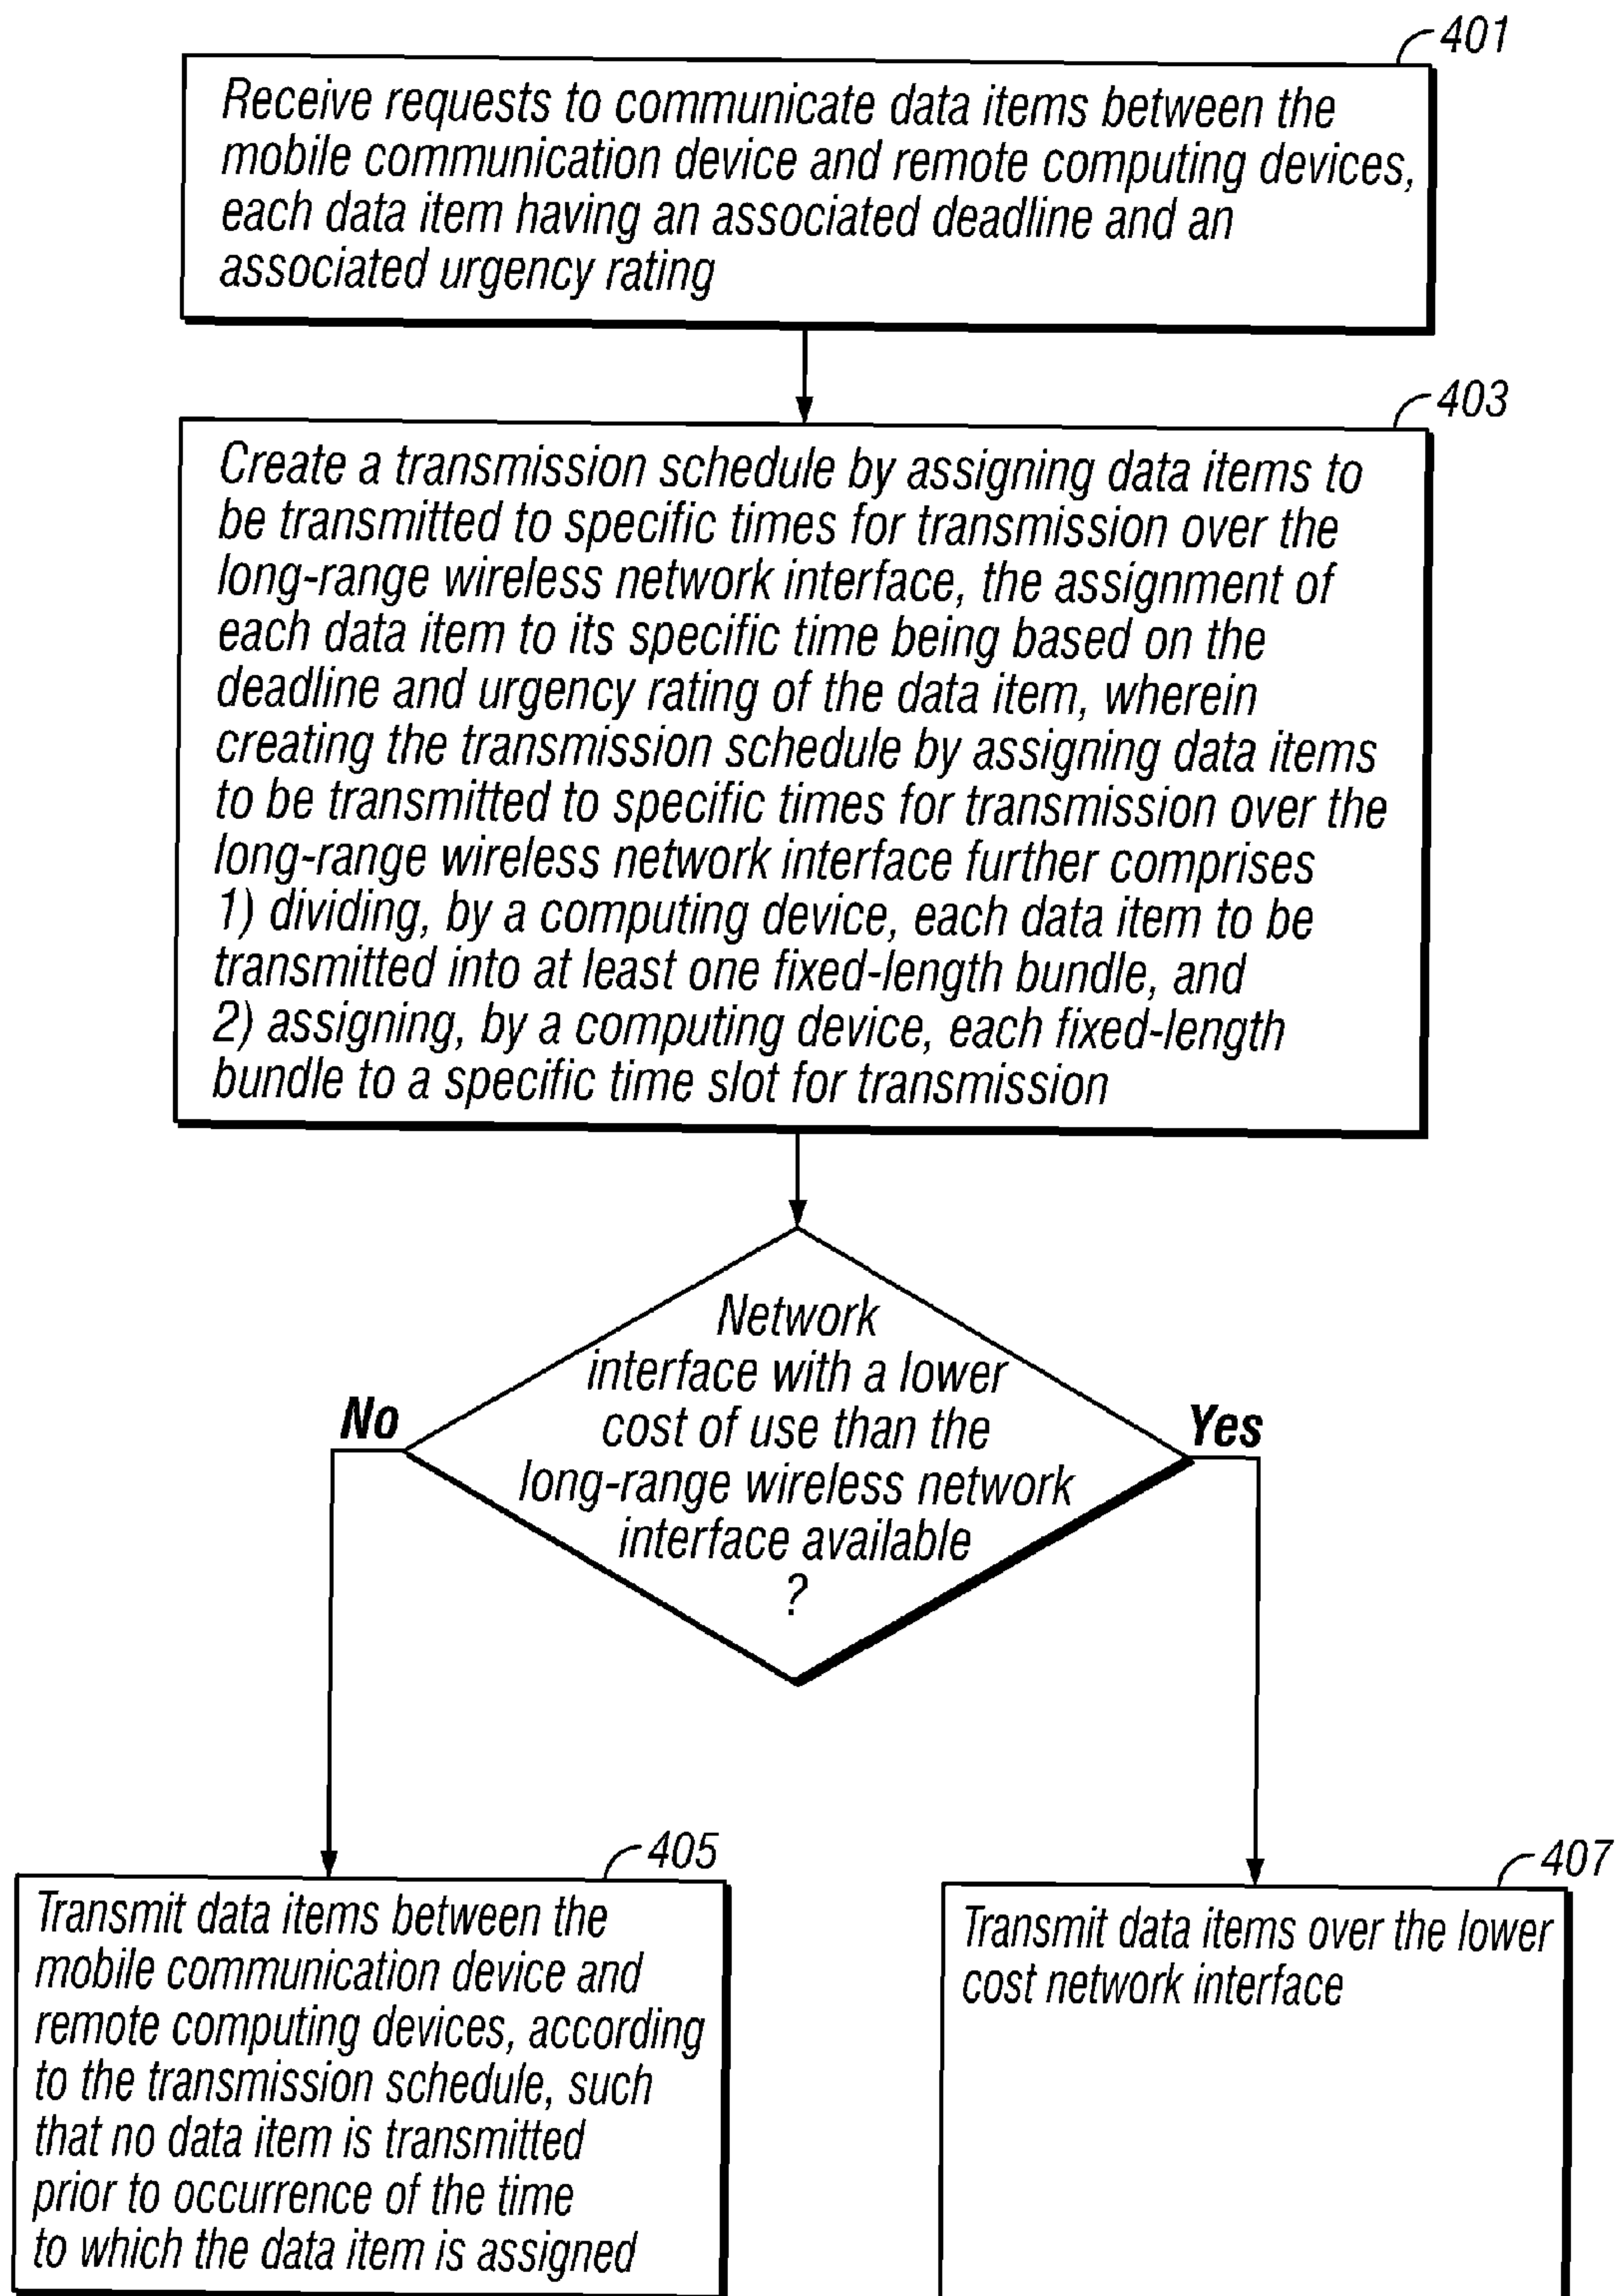 401
Receive requests to communicate data items between the
mobile communication device and remote computing devices,
each data item having an associated deadline and an
associated urgency rating
403
Create a transmission schedule by assigning data items to
be transmitted to specific times for transmission over the
long-range wireless network interface, the assignment of
each data item to its specific time being based on the
deadline and urgency rating of the data item, wherein
creating the transmission schedule by assigning data items
to be transmitted to specific times for transmission over the
long-range wireless network interface further comprises
1) dividing, by a computing device, each data item to be
transmitted into at least one fixed-length bundle, and
2) assigning, by a computing device, each fixed-length
bundle to a specific time slot for transmission
Network
interface with a lower
cost of use than the
long-range wireless network
interface available
?
No
Yes
405
Transmit data items between the
mobile communication device and
remote computing devices, according
to the transmission schedule, such
that no data item is transmitted
prior to occurrence of the time
to which the data item is assigned
407
Transmit data items over the lower
cost network interface